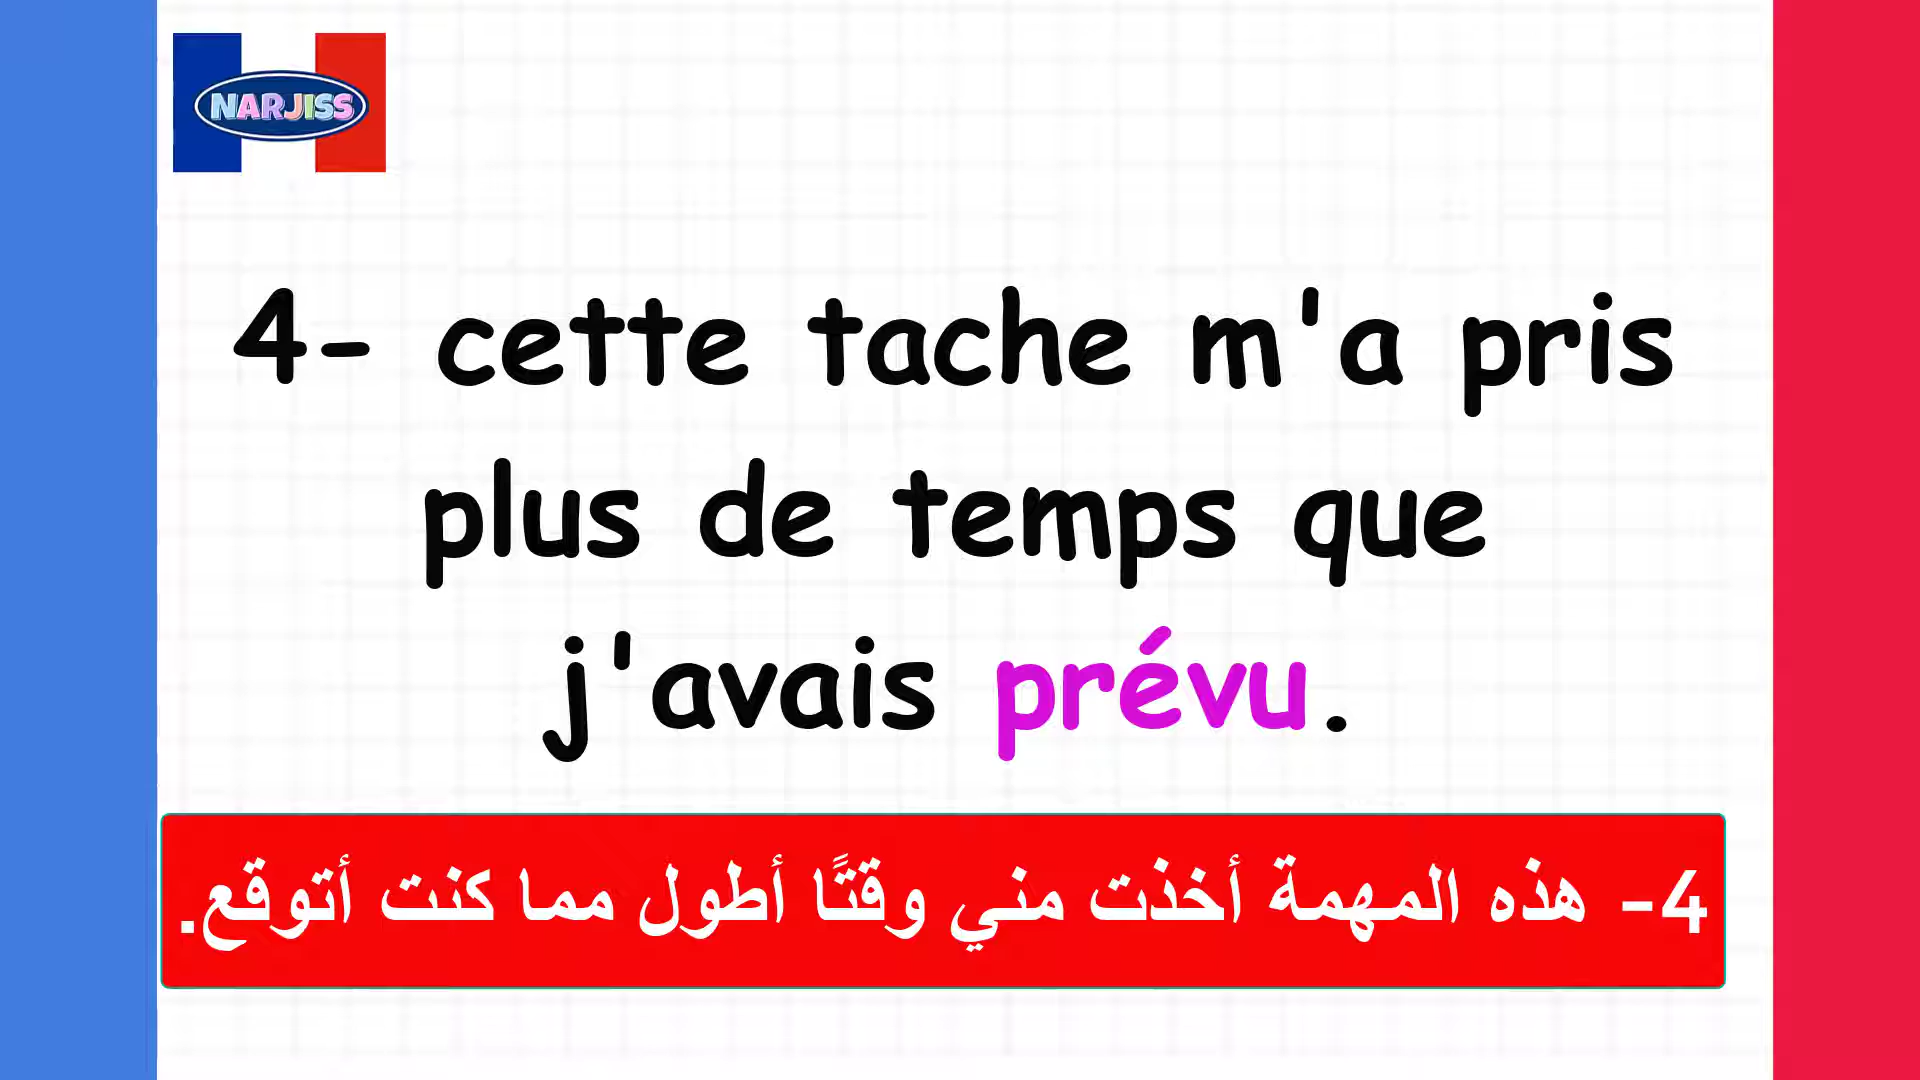 NARJISS
4- cette tache m'a pris
plus de temps que
j'avais prévu.
4- هذه المهمة أخذت مني وقتًا أطول مما كنت أتوقع.